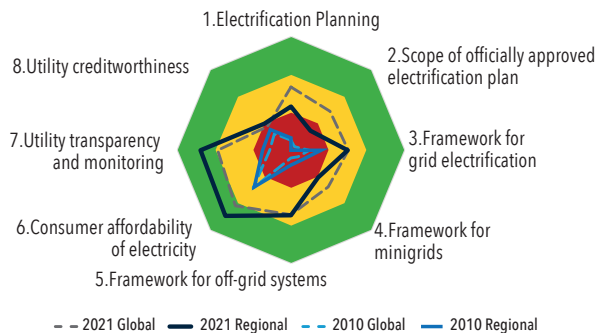 1.Electrification Planning
8.Utility creditworthiness
2.Scope of officially approved
electrification plan
7.Utility transparency
and monitoring
3.Framework for
grid electrification
6.Consumer affordability
of electricity
4.Framework for
minigrids
5.Framework for off-grid systems
2021 Global 2021 Regional 2010 Global 2010 Regional